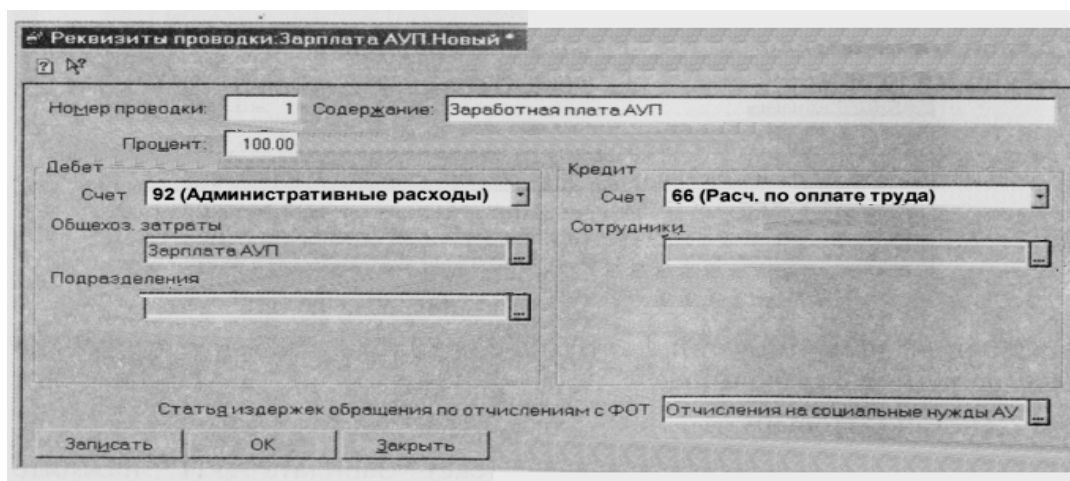 Реквизиты проводки:Зарплата АУП.Новый *
Номер проводки: 1 Содержание: Заработная плата АУП
Процент: 100.00
Дебет Кредит
Счет 92 (Административные расходы) Счет 66 (Расч. по оплате труда)
Общехоз. затраты Сотрудники
Зарплата АУП ...
Подразделения
...
Статья издержек обращения по отчислениям с ФОТ Отчисления на социальные нужды АУ ...
Записать ОК Закрыть